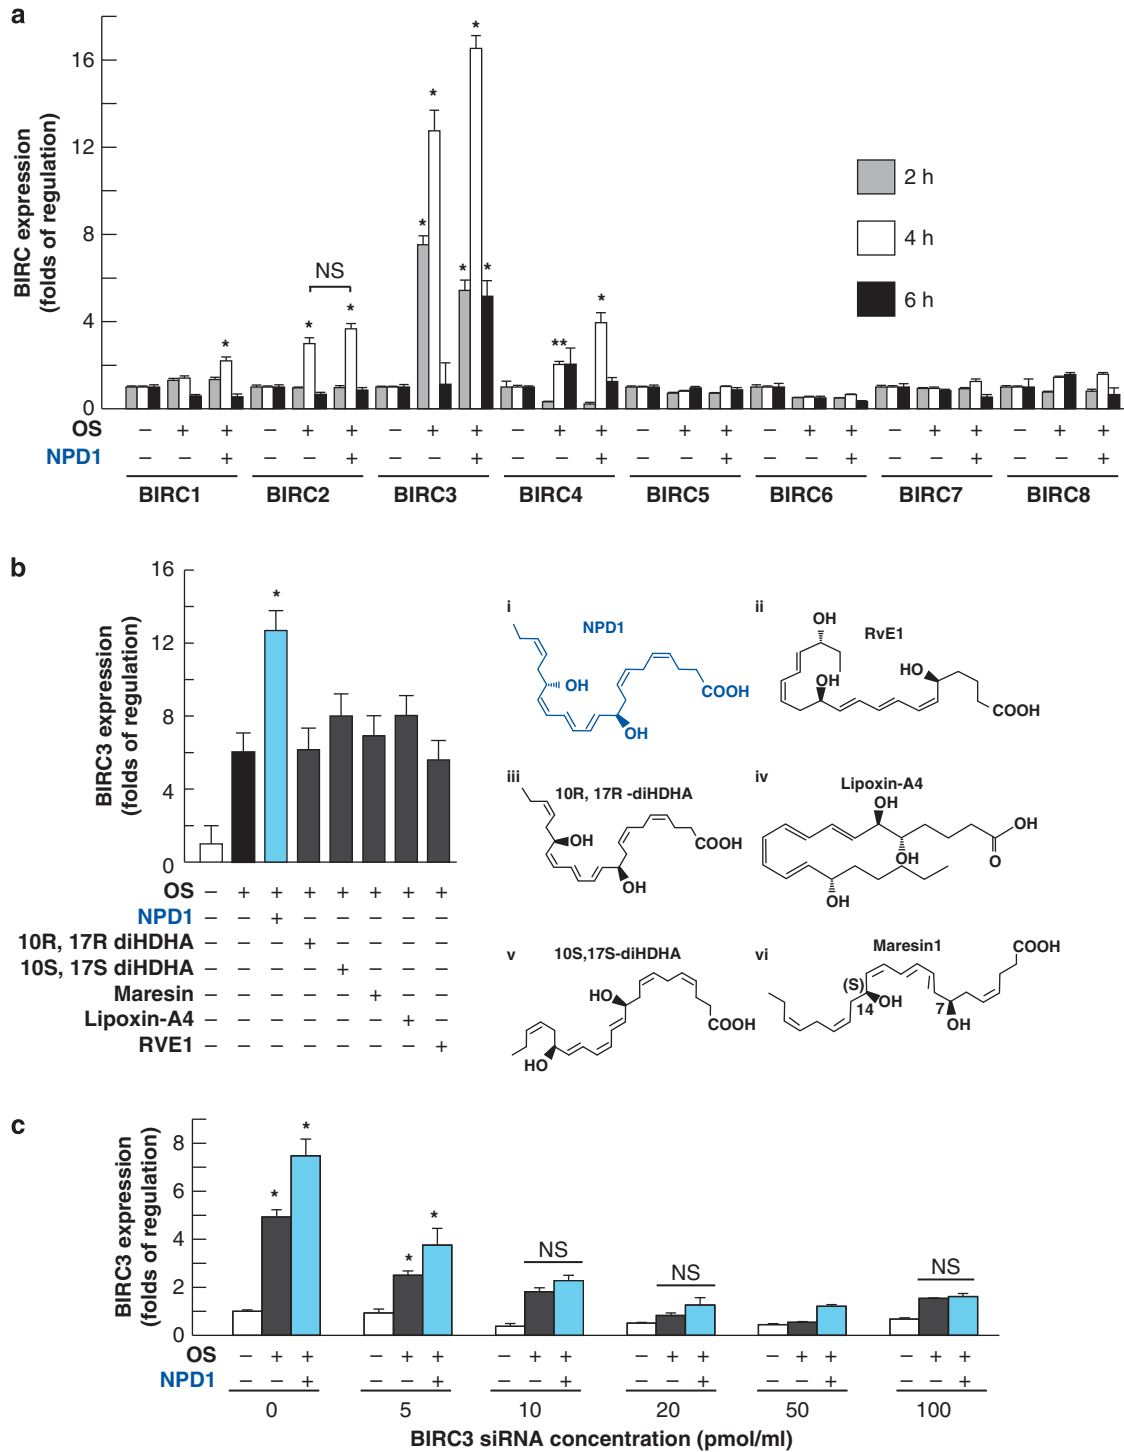 a
BIRC expression
(folds of regulation)
16
12
8
4
0
*
*
*
*
*
*
*
NS
*
**
*
2 h
4 h
6 h
OS – + + – + + – + + – + + – + + – + + – + + – + +
NPD1 – – + – – + – – + – – + – – + – – + – – + – – +
BIRC1 BIRC2 BIRC3 BIRC4 BIRC5 BIRC6 BIRC7 BIRC8
b
BIRC3 expression
(folds of regulation)
16
12
8
4
0
*
OS – + + + + + + +
NPD1 – – + – – – – –
10R, 17R diHDHA – – – + – – – –
10S, 17S diHDHA – – – – + – – –
Maresin – – – – – + – –
Lipoxin-A4 – – – – – – + –
RVE1 – – – – – – – +
i
NPD1
OH
OH
COOH
ii
RvE1
OH
OH
HO
COOH
iii
10R, 17R -diHDHA
OH
OH
COOH
iv
Lipoxin-A4
OH
OH
OH
OH
O
v
10S,17S-diHDHA
HO
HO
COOH
vi
Maresin1
COOH
(S)
14
OH
7
OH
c
BIRC3 expression
(folds of regulation)
8
6
4
2
0
*
*
*
*
NS
NS
NS
OS – + + – + + – + + – + + – + + – + +
NPD1 – – + – – + – – + – – + – – + – – +
0 5 10 20 50 100
BIRC3 siRNA concentration (pmol/ml)